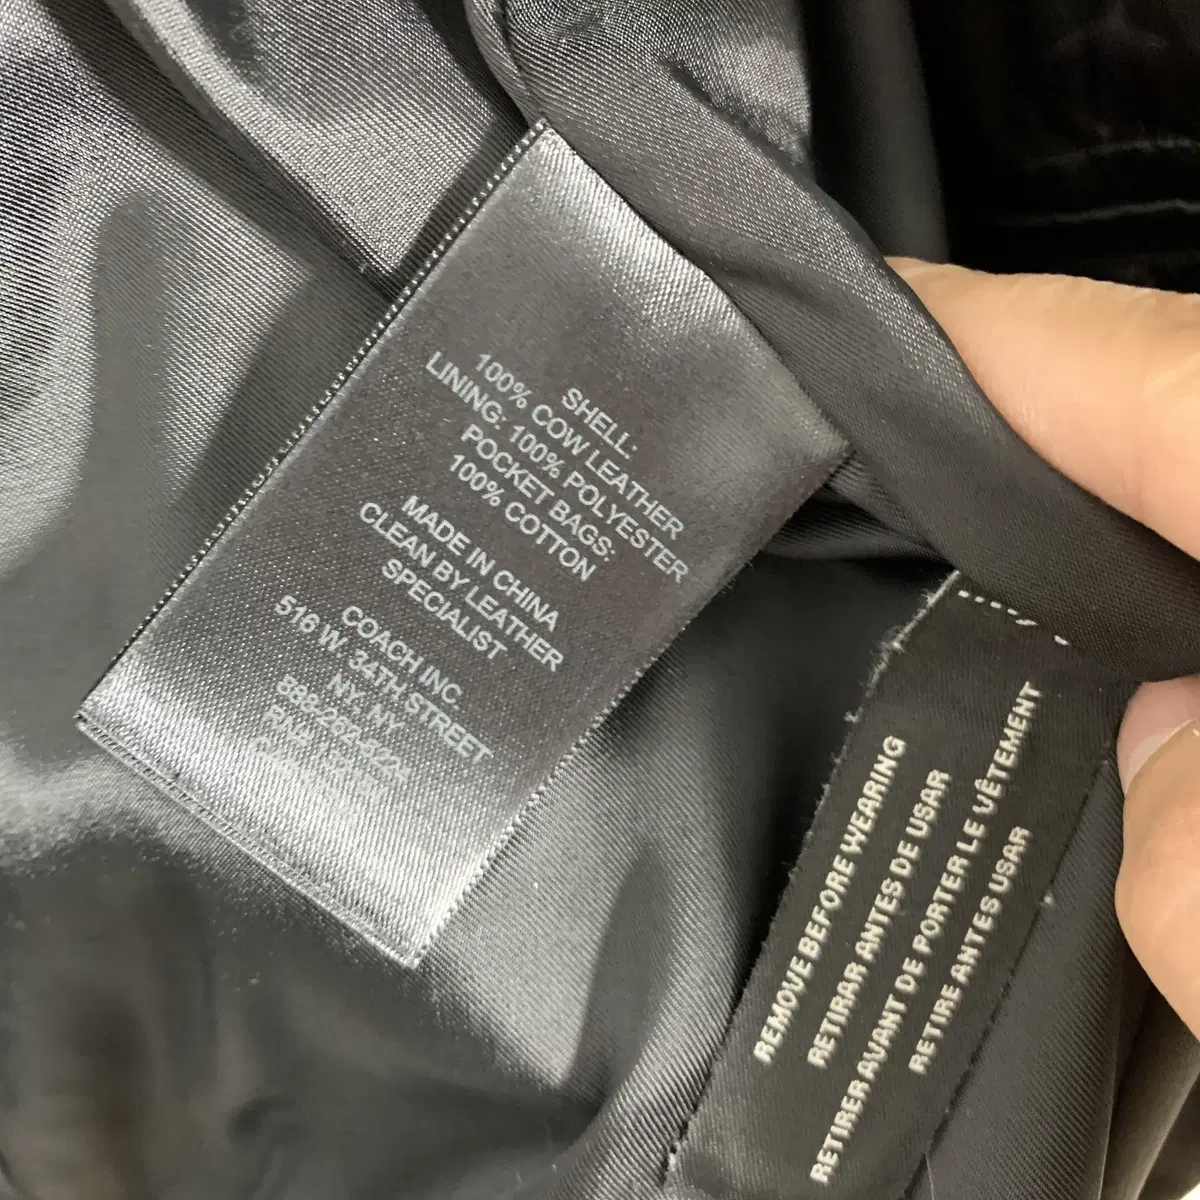 SHELL:
100% COW LEATHER
LINING: 100% POLYESTER
POCKET BAGS:
100% COTTON
MADE IN CHINA
CLEAN BY LEATHER
SPECIALIST
COACH INC
516 W. 34TH STREET
NY, NY
REMOVE BEFORE WEARING
RETIRAR ANTES DE USAR
RETIRER AVANT DE PORTER LE VÊTEMENT
RETIRE ANTES USAR